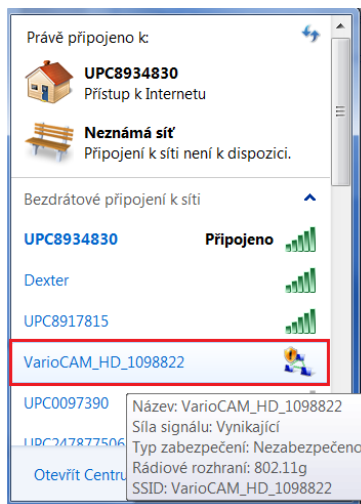 Právě připojeno k:
UPC8934830
Přístup k Internetu
Neznámá síť
Připojení k síti není k dispozici.
Bezdrátové připojení k síti
UPC8934830 Připojeno
Dexter
UPC8917815
VarioCAM_HD_1098822
UPC0097390
Název: VarioCAM_HD_1098822
Síla signálu: Vynikající
UPC247877506
Typ zabezpečení: Nezabezpečeno
Rádiové rozhraní: 802.11g
Otevřít Centru
SSID: VarioCAM_HD_1098822